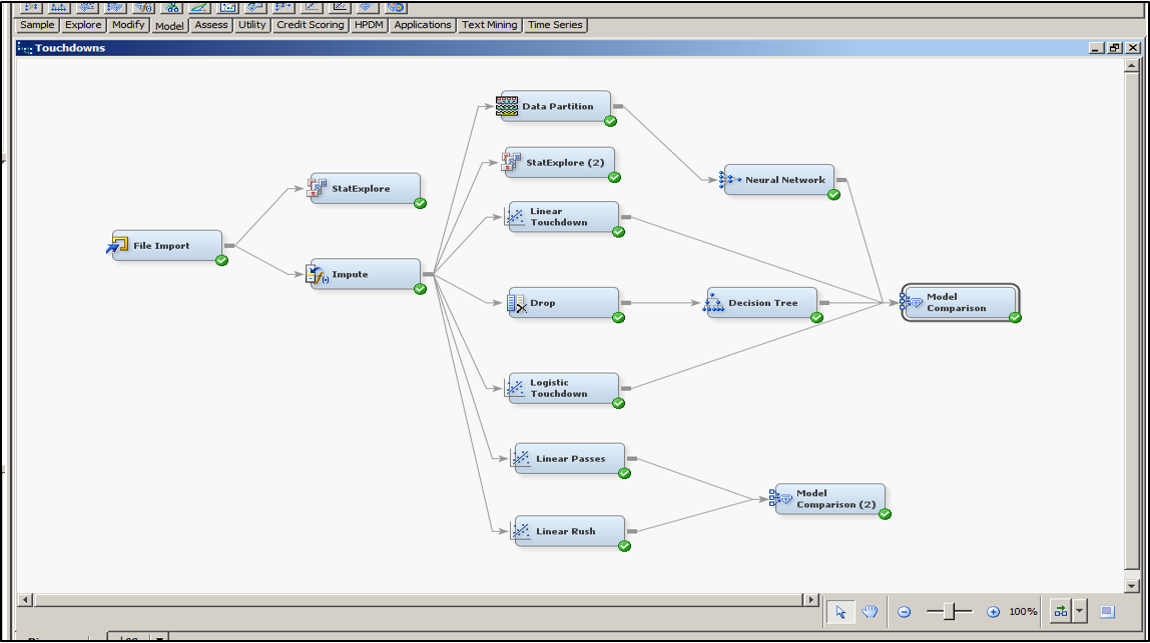 Sample Explore Modify Model Assess Utility Credit Scoring HPDM Applications Text Mining Time Series
Touchdowns
Data Partition
StatExplore (2)
Neural Network
StatExplore
Linear
Touchdown
File Import
Impute
Drop
Decision Tree
Model
Comparison
Logistic
Touchdown
Linear Passes
Model
Comparison (2)
Linear Rush
100%